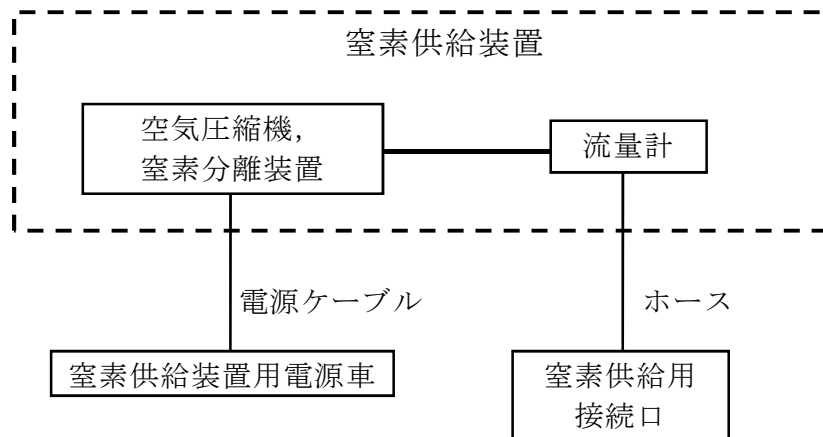 窒素供給装置
空気圧縮機,
窒素分離装置
流量計
電源ケーブル
ホース
窒素供給装置用電源車
窒素供給用
接続口